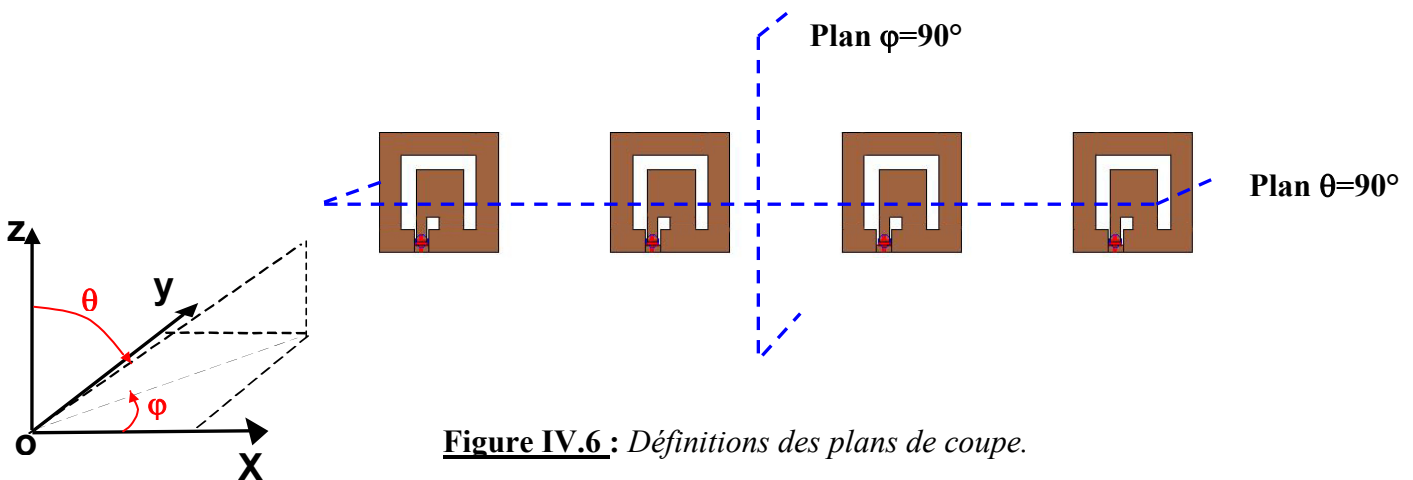 Plan φ=90°
Plan θ=90°
z
θ
y
φ
o
X
Figure IV.6 : Définitions des plans de coupe.